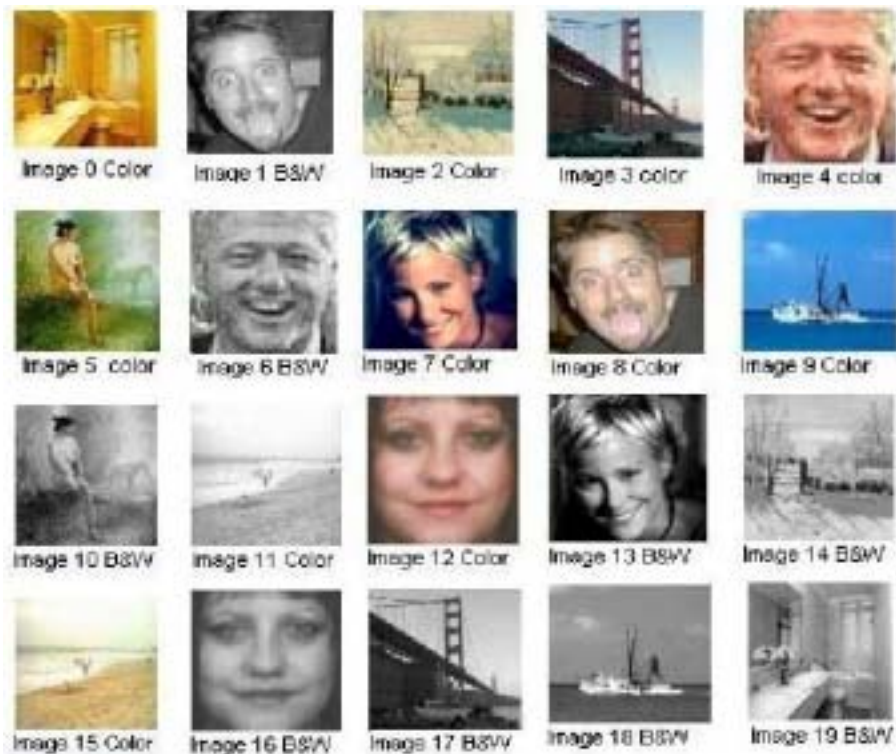 Image 0 Color
Image 1 B&W
Image 2 Color
Image 3 color
Image 4 color
Image 5 color
Image 6 B&W
Image 7 Color
Image 8 Color
Image 9 Color
Image 10 B&W
Image 11 Color
Image 12 Color
Image 13 B&W
Image 14 B&W
Image 15 Color
Image 16 B&W
Image 17 B&W
Image 18 B&W
Image 19 B&W